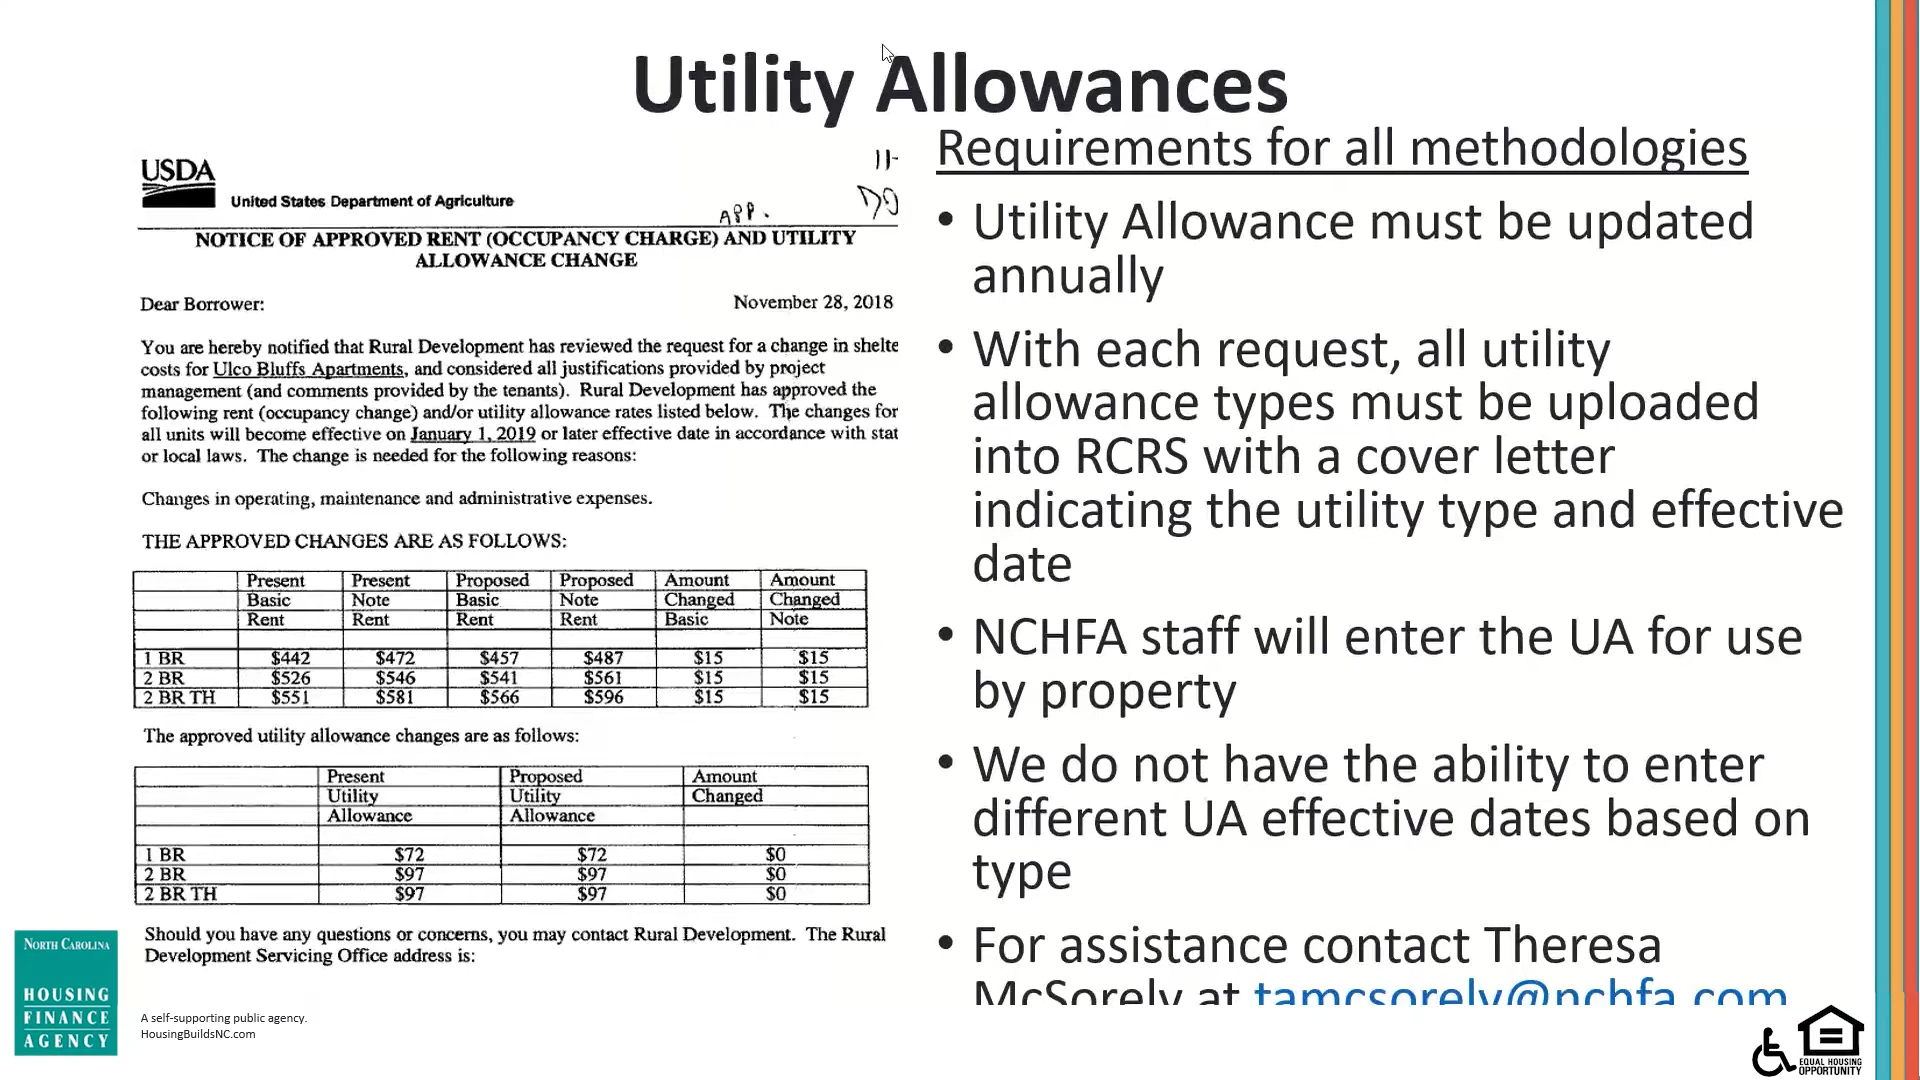 Utility Allowances
USDA
United States Department of Agriculture
11-
APP.
NOTICE OF APPROVED RENT (OCCUPANCY CHARGE) AND UTILITY
ALLOWANCE CHANGE
Dear Borrower: November 28, 2018
You are hereby notified that Rural Development has reviewed the request for a change in shelte
costs for Ulco Bluffs Apartments, and considered all justifications provided by project
management (and comments provided by the tenants). Rural Development has approved the
following rent (occupancy change) and/or utility allowance rates listed below. The changes for
all units will become effective on January 1, 2019 or later effective date in accordance with stat
or local laws. The change is needed for the following reasons:
Changes in operating, maintenance and administrative expenses.
THE APPROVED CHANGES ARE AS FOLLOWS:
Present Present Proposed Proposed Amount Amount
Basic Note Basic Note Changed Changed
Rent Rent Rent Rent Basic Note
1 BR $442 $472 $457 $487 $15 $15
2 BR $526 $546 $541 $561 $15 $15
2 BR TH $551 $581 $566 $596 $15 $15
The approved utility allowance changes are as follows:
Present Proposed Amount
Utility Utility Changed
Allowance Allowance
1 BR $72 $72 $0
2 BR $97 $97 $0
2 BR TH $97 $97 $0
Should you have any questions or concerns, you may contact Rural Development. The Rural
Development Servicing Office address is:
Requirements for all methodologies
• Utility Allowance must be updated
annually
• With each request, all utility
allowance types must be uploaded
into RCRS with a cover letter
indicating the utility type and effective
date
• NCHFA staff will enter the UA for use
by property
• We do not have the ability to enter
different UA effective dates based on
type
• For assistance contact Theresa
McSorely at tamcsorely@nchfa.com
NORTH CAROLINA
HOUSING
FINANCE
AGENCY
A self-supporting public agency.
HousingBuildsNC.com
EQUAL HOUSING
OPPORTUNITY